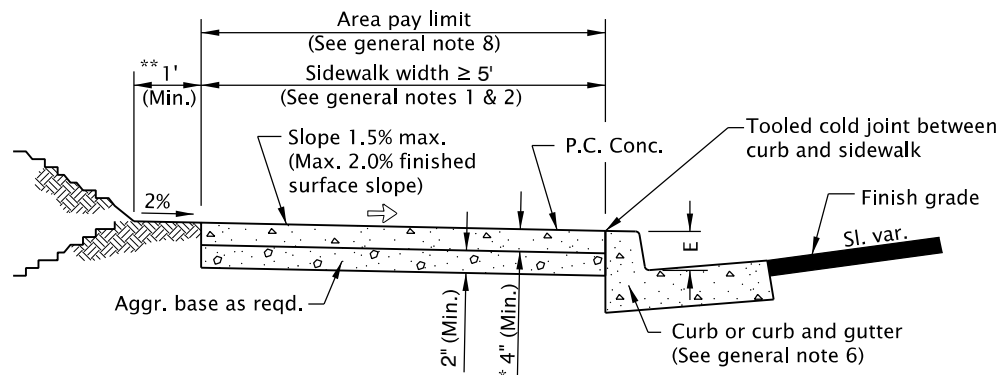 Area pay limit
(See general note 8)
** 1'
(Min.)
Sidewalk width ≥ 5'
(See general notes 1 & 2)
Slope 1.5% max.
(Max. 2.0% finished
surface slope)
P.C. Conc.
Tooled cold joint between
curb and sidewalk
2%
Finish grade
E
Sl. var.
Aggr. base as reqd.
2" (Min.)
* 4" (Min.)
Curb or curb and gutter
(See general note 6)